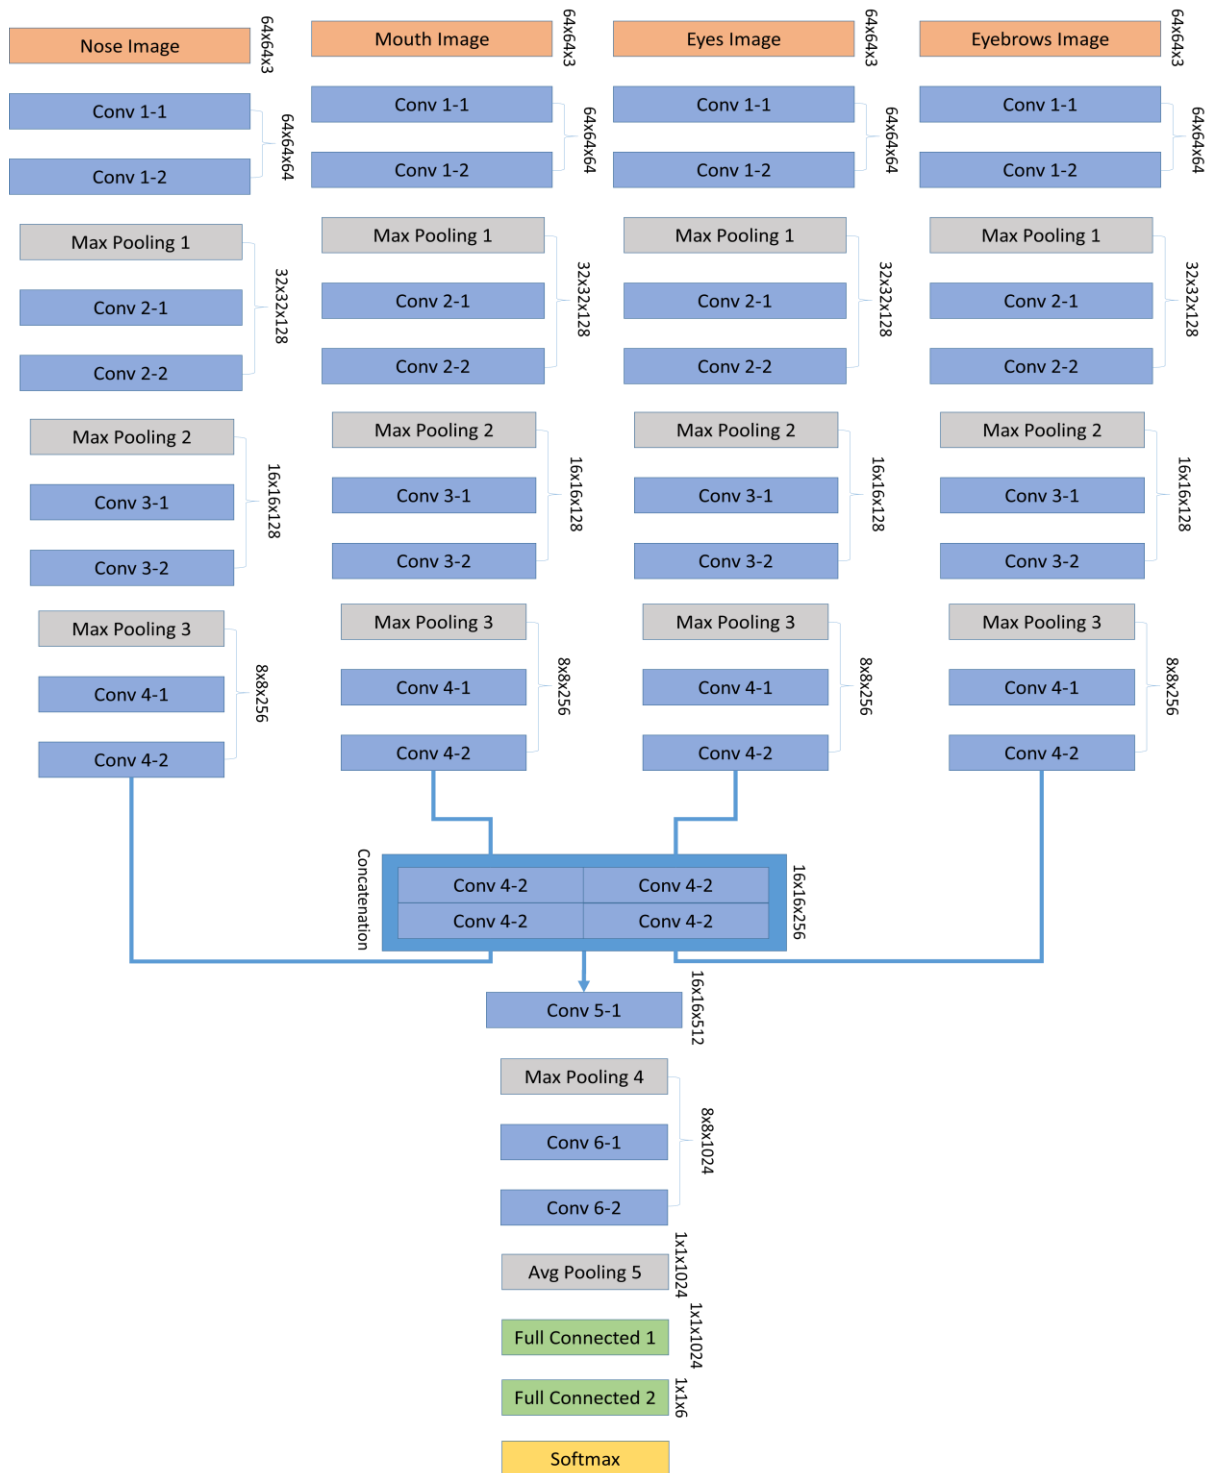 Nose Image
64x64x3
Mouth Image
64x64x3
Eyes Image
64x64x3
Eyebrows Image
64x64x3
Conv 1-1
Conv 1-2
64x64x64
Conv 1-1
Conv 1-2
64x64x64
Conv 1-1
Conv 1-2
64x64x64
Conv 1-1
Conv 1-2
64x64x64
Max Pooling 1
Conv 2-1
Conv 2-2
32x32x128
Max Pooling 1
Conv 2-1
Conv 2-2
32x32x128
Max Pooling 1
Conv 2-1
Conv 2-2
32x32x128
Max Pooling 1
Conv 2-1
Conv 2-2
32x32x128
Max Pooling 2
Conv 3-1
Conv 3-2
16x16x128
Max Pooling 2
Conv 3-1
Conv 3-2
16x16x128
Max Pooling 2
Conv 3-1
Conv 3-2
16x16x128
Max Pooling 2
Conv 3-1
Conv 3-2
16x16x128
Max Pooling 3
Conv 4-1
Conv 4-2
8x8x256
Max Pooling 3
Conv 4-1
Conv 4-2
8x8x256
Max Pooling 3
Conv 4-1
Conv 4-2
8x8x256
Max Pooling 3
Conv 4-1
Conv 4-2
8x8x256
Concatenation
Conv 4-2
Conv 4-2
Conv 4-2
Conv 4-2
16x16x256
Conv 5-1
16x16x512
Max Pooling 4
Conv 6-1
Conv 6-2
8x8x1024
Avg Pooling 5
1x1x1024
Full Connected 1
1x1x1024
Full Connected 2
1x1x6
Softmax